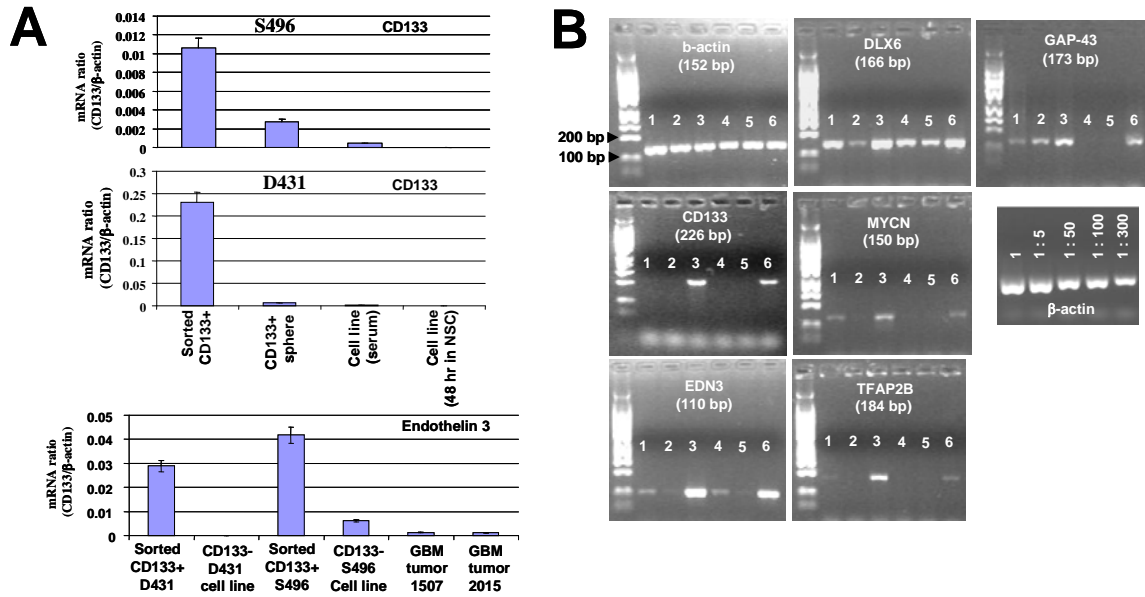 A
S496 CD133
mRNA ratio
(CD133/β-actin)
0.014
0.012
0.01
0.008
0.006
0.004
0.002
0
D431 CD133
mRNA ratio
(CD133/β-actin)
0.3
0.25
0.2
0.15
0.1
0.05
0
Sorted
CD133+
CD133+
sphere
Cell line
(serum)
Cell line
(48 hr in NSC)
Endothelin 3
mRNA ratio
(CD133/β-actin)
0.05
0.04
0.03
0.02
0.01
0
Sorted
CD133+
D431
CD133-
D431
cell line
Sorted
CD133+
S496
CD133-
S496
Cell line
GBM
tumor
1507
GBM
tumor
2015
B
b-actin
(152 bp)
1 2 3 4 5 6
200 bp
100 bp
DLX6
(166 bp)
1 2 3 4 5 6
GAP-43
(173 bp)
1 2 3 4 5 6
CD133
(226 bp)
1 2 3 4 5 6
MYCN
(150 bp)
1 2 3 4 5 6
1
1 : 5
1 : 50
1 : 100
1 : 300
β-actin
EDN3
(110 bp)
1 2 3 4 5 6
TFAP2B
(184 bp)
1 2 3 4 5 6